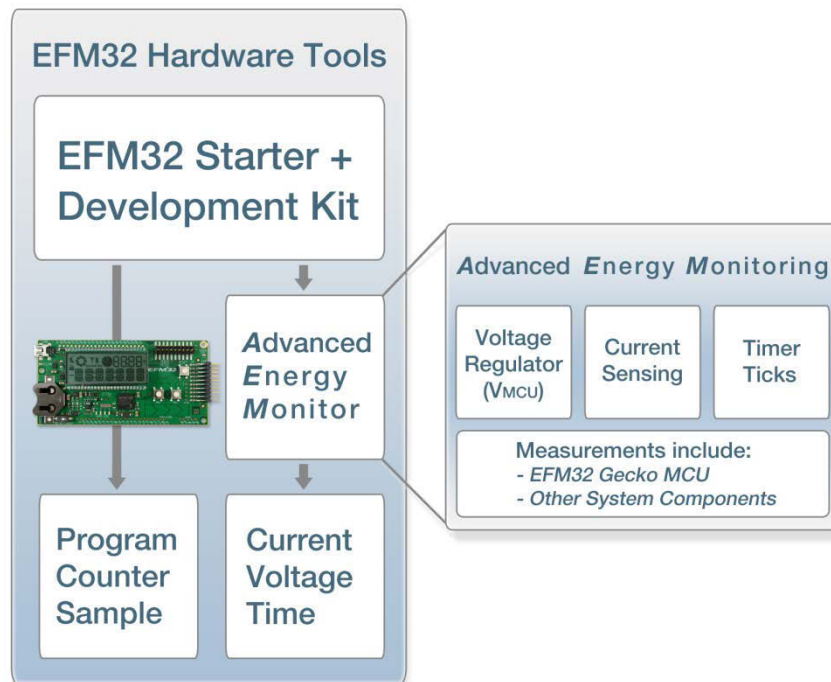 EFM32 Hardware Tools
EFM32 Starter +
Development Kit
EFM32
Advanced
Energy
Monitor
Program
Counter
Sample
Current
Voltage
Time
Advanced Energy Monitoring
Voltage
Regulator
(VMCU)
Current
Sensing
Timer
Ticks
Measurements include:
- EFM32 Gecko MCU
- Other System Components